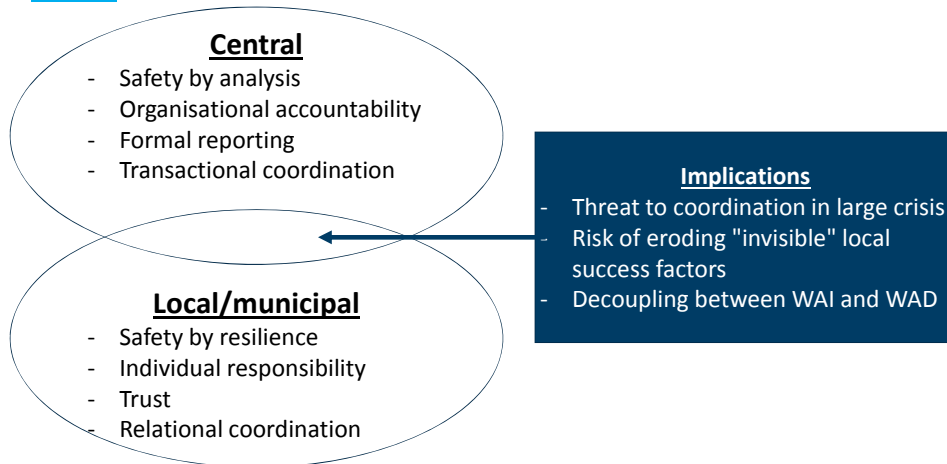 Central
- Safety by analysis
- Organisational accountability
- Formal reporting
- Transactional coordination
Local/municipal
- Safety by resilience
- Individual responsibility
- Trust
- Relational coordination
Implications
- Threat to coordination in large crisis
- Risk of eroding "invisible" local
success factors
- Decoupling between WAI and WAD